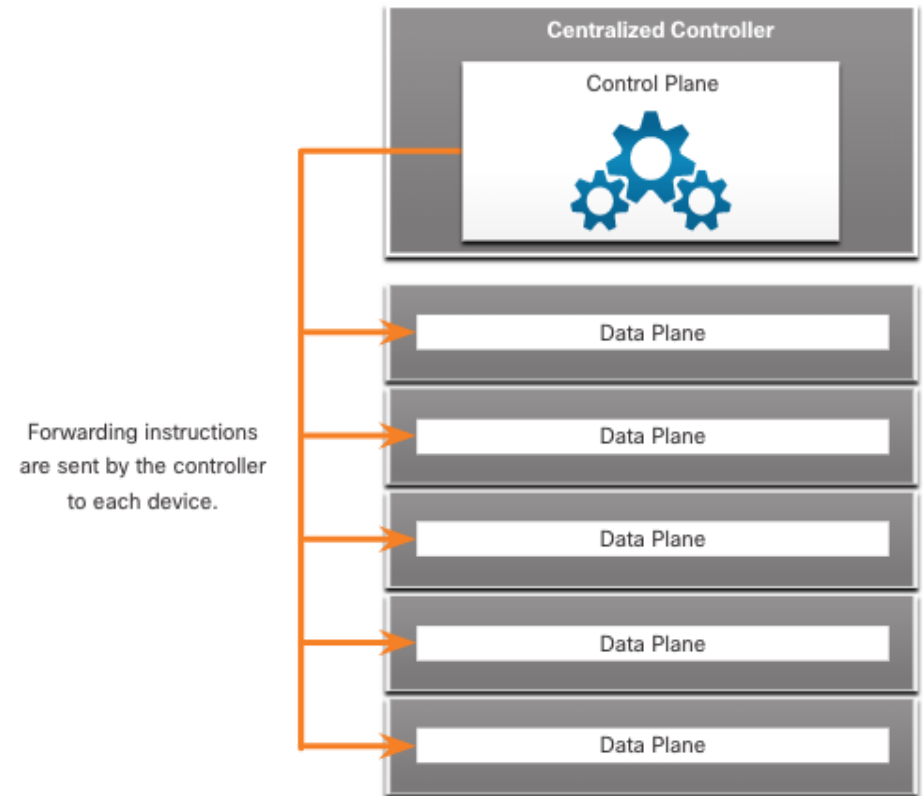 Centralized Controller
Control Plane
Data Plane
Data Plane
Forwarding instructions
are sent by the controller
to each device.
Data Plane
Data Plane
Data Plane